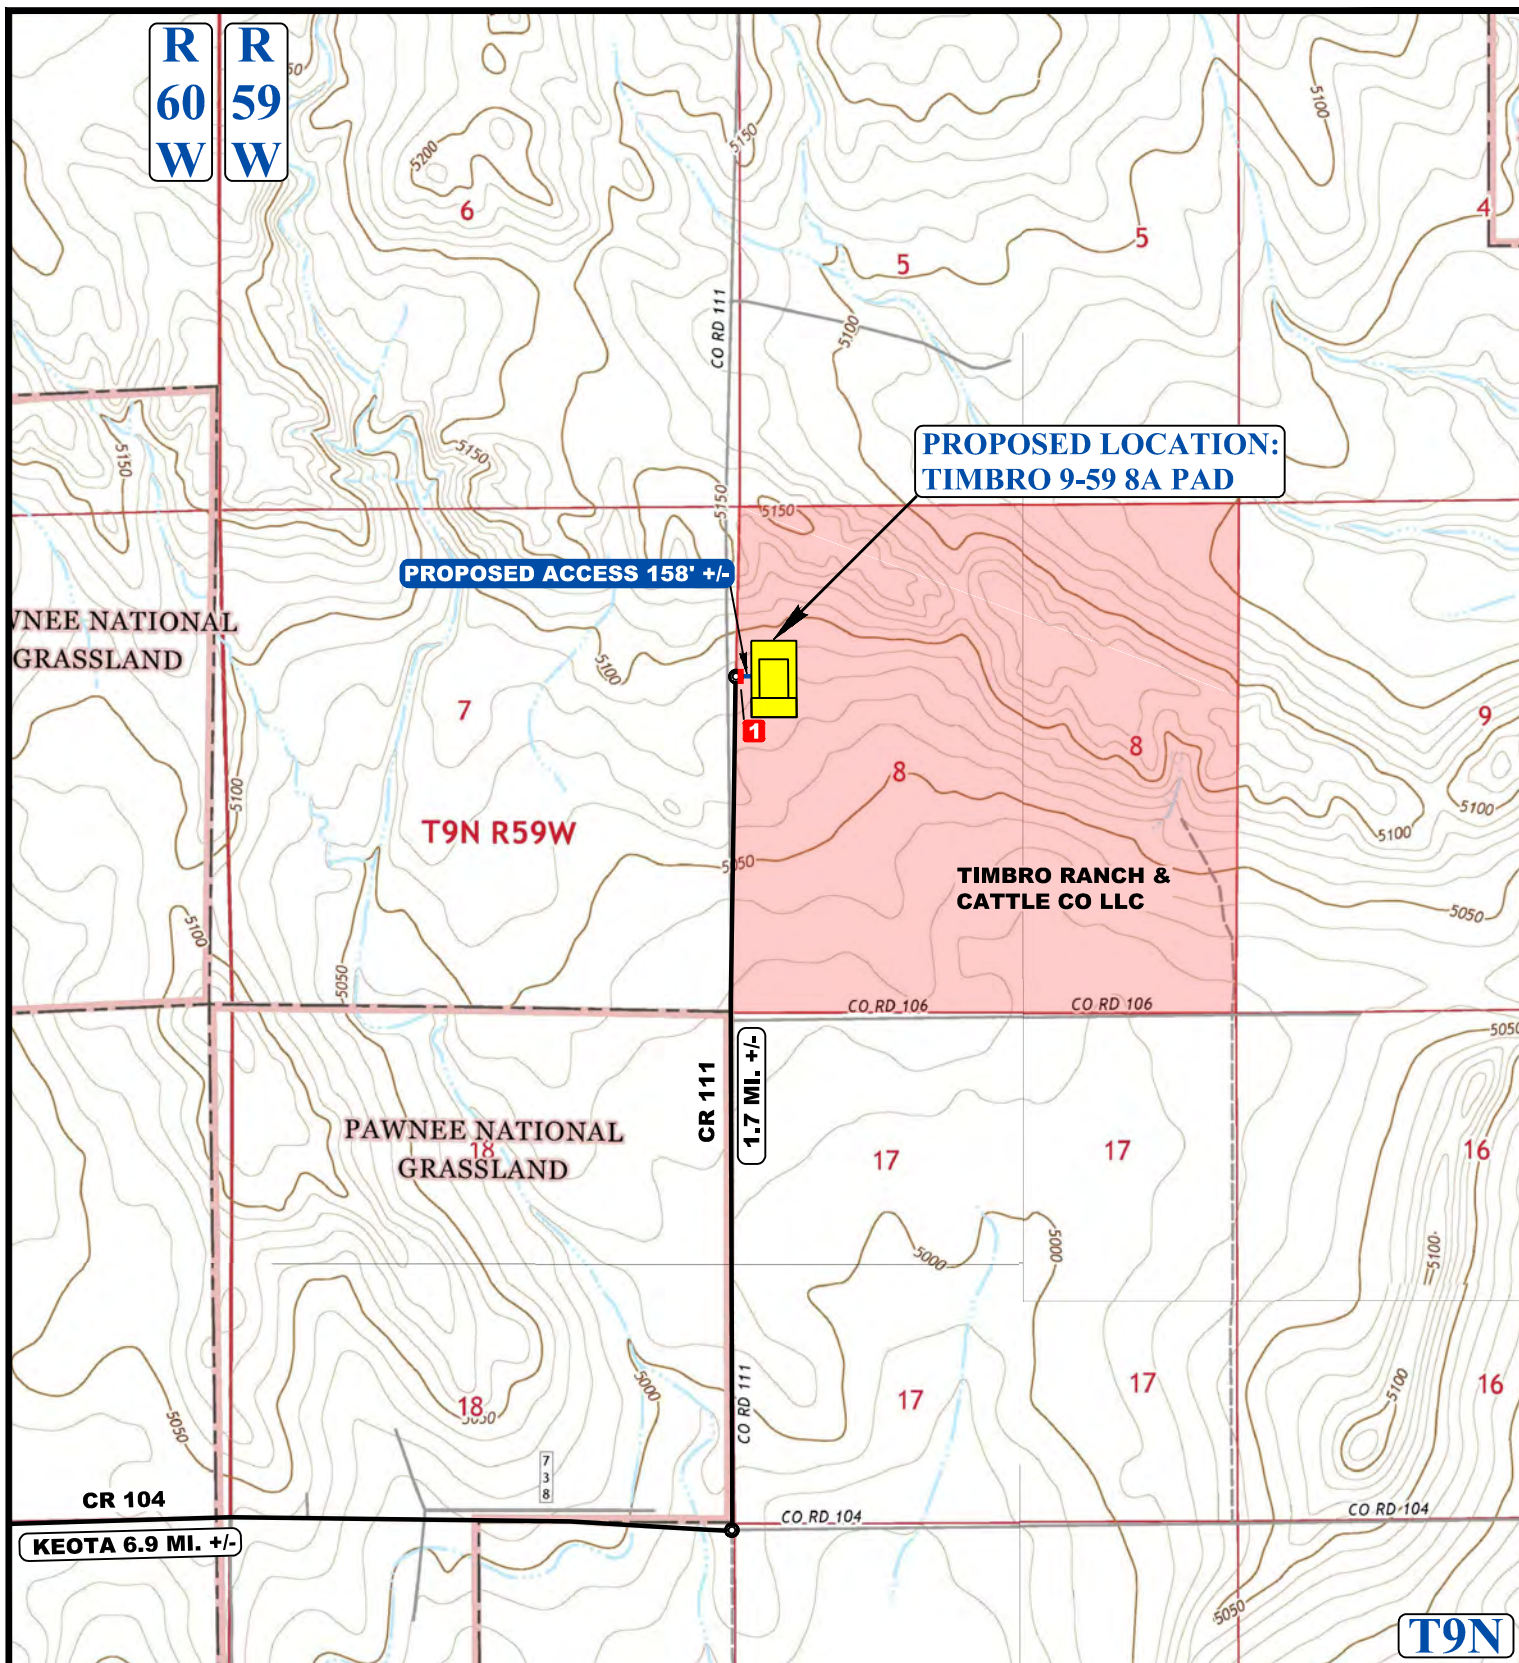 R
60
W
R
59
W
50
5200
6
5150
5100
5
5
4
CO RD 111
5100
5150
5150
5150
5150
PROPOSED LOCATION:
TIMBRO 9-59 8A PAD
PROPOSED ACCESS 158' +/-
WNEE NATIONAL
GRASSLAND
5100
7
1
8
8
9
5100
5100
5100
T9N R59W
5050
TIMBRO RANCH &
CATTLE CO LLC
5050
5100
5050
CO RD 106
CO RD 106
5050
CR 111
1.7 MI. +/-
PAWNEE NATIONAL
18
GRASSLAND
17
17
16
5000
5000
5100
CO RD 111
5000
5100
18
5050
17
17
16
5050
7
3
8
CR 104
CO RD 104
CO RD 104
KEOTA 6.9 MI. +/-
5050
T9N